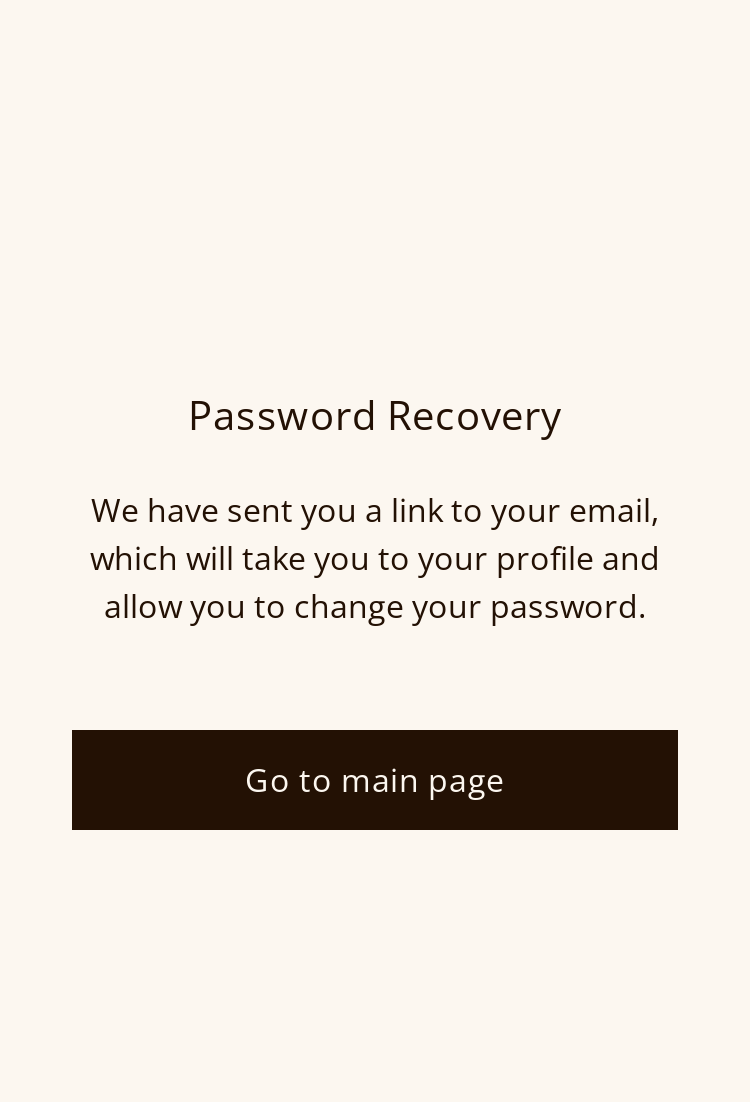 Password Recovery
We have sent you a link to your email,
which will take you to your profile and
allow you to change your password.
Go to main page